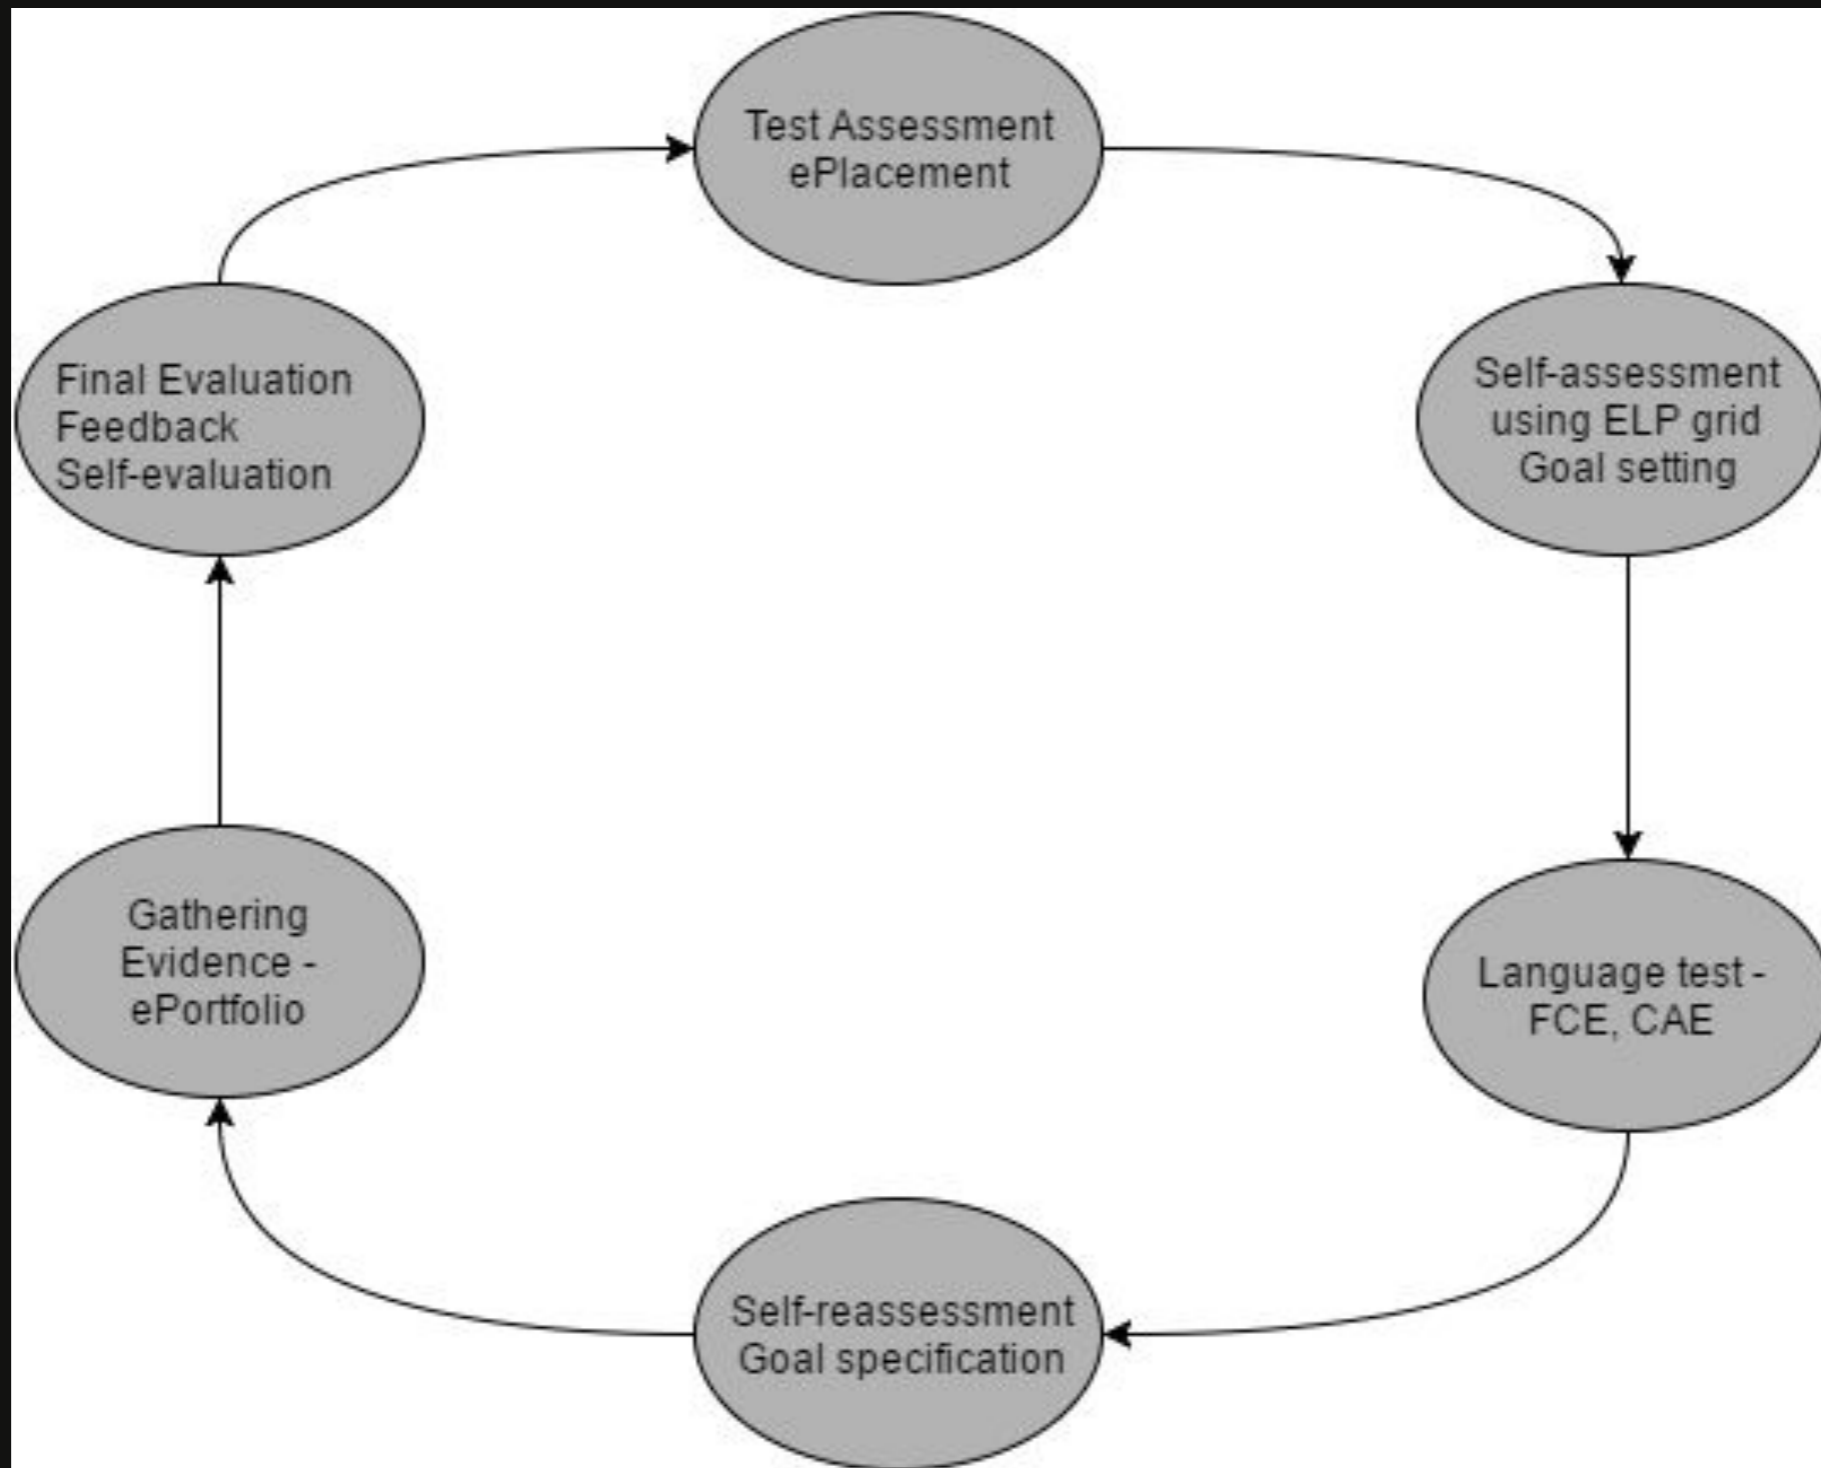 Test Assessment
ePlacement
Self-assessment
using ELP grid
Goal setting
Language test -
FCE, CAE
Self-reassessment
Goal specification
Gathering
Evidence -
ePortfolio
Final Evaluation
Feedback
Self-evaluation